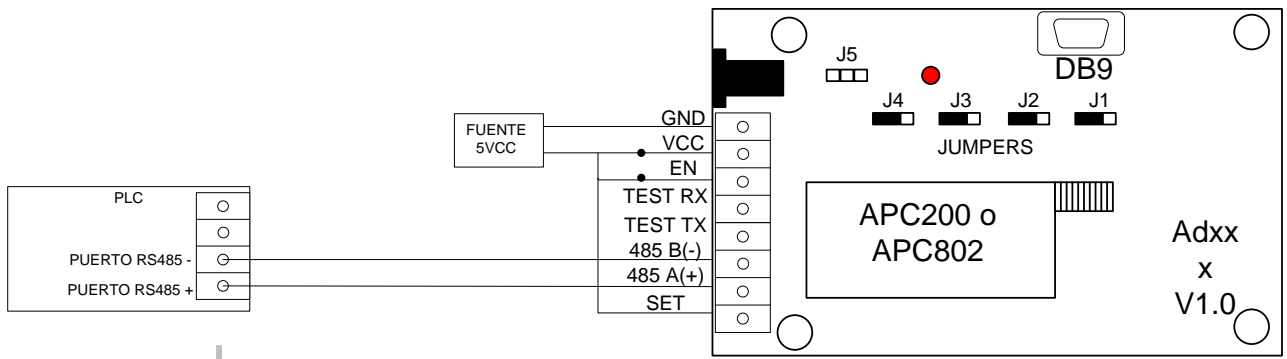 J5
DB9
J4
J3
J2
J1
JUMPERS
FUENTE
5VCC
GND
VCC
EN
TEST RX
TEST TX
485 B(-)
485 A(+)
SET
PLC
PUERTO RS485 -
PUERTO RS485 +
APC200 o
APC802
Adxx
x
V1.0